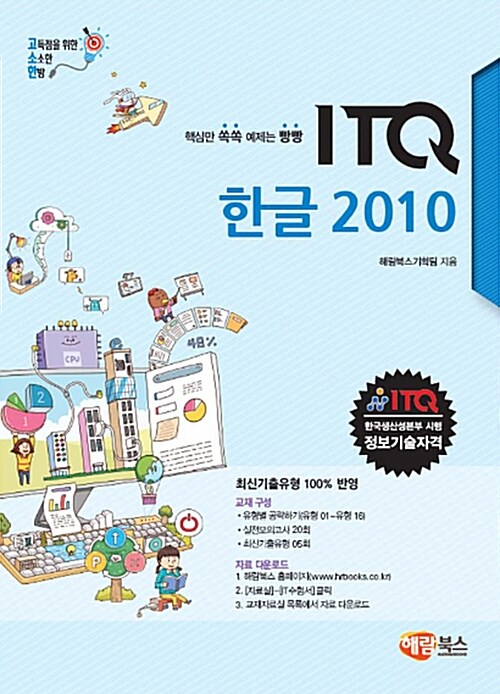 고득점을 위한
소소한
한방
핵심만 쏙쏙 예제는 빵빵
ITQ
한글 2010
해람북스기획팀 지음
CPU
48%
1
2
3
ITQ
한국생산성본부 시행
정보기술자격
최신기출유형 100% 반영
교재 구성
• 유형별 공략하기(유형 01~유형 16)
• 실전모의고사 20회
• 최신기출유형 05회
자료 다운로드
1. 해람북스 홈페이지(www.hrbooks.co.kr)
2. [자료실]-[IT수험서] 클릭
3. 교재자료실 목록에서 자료 다운로드
해람북스